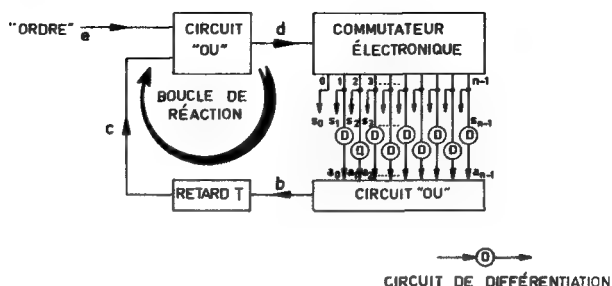 "ORDRE" e
CIRCUIT "OU"
d
COMMUTATEUR ÉLECTRONIQUE
0 1 2 3 n-1
BOUCLE DE RÉACTION
c
s₀ s₁ s₂ s₃ sₙ₋₁
D D D D D D D D D
a₀ aₙ₋₁
RETARD T
b
CIRCUIT "OU"
D
CIRCUIT DE DIFFÉRENTIATION